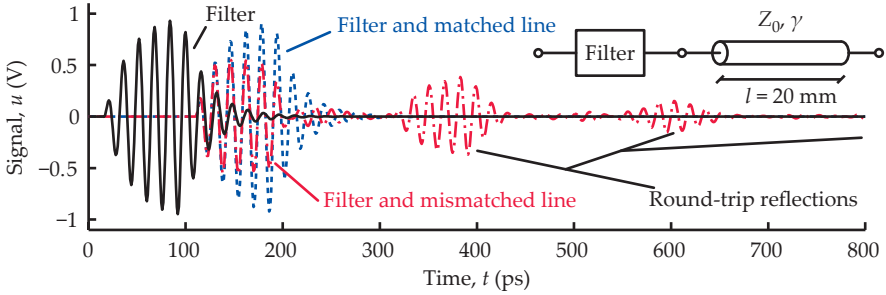 Filter
Filter and matched line
Z0, γ
Filter
l = 20 mm
Filter and mismatched line
Round-trip reflections
Signal, u (V)
1
0.5
0
−0.5
−1
0 100 200 300 400 500 600 700 800
Time, t (ps)